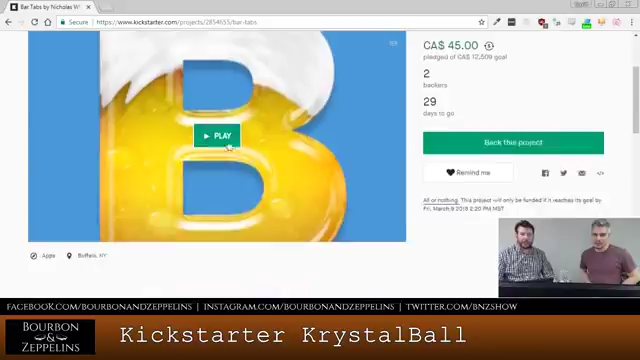 Bar Tabs by Nicholas W
Secure
https://www.kickstarter.com/projects/2854655/bar-tabs
CA$ 45.00
pledged of CA$ 12,509 goal
2
backers
29
days to go
B
PLAY
Back this project
Remind me
All or nothing. This project will only be funded if it reaches its goal by
Fri, March 9 2018 2:20 PM MST
Apps
Buffalo, NY
FACEBOOK.COM/BOURBONANDZEPPELINS | INSTAGRAM.COM/BOURBONANDZEPPELINS | TWITTER.COM/BNZSHOW
BOURBON
&
ZEPPELINS
Kickstarter KrystalBall